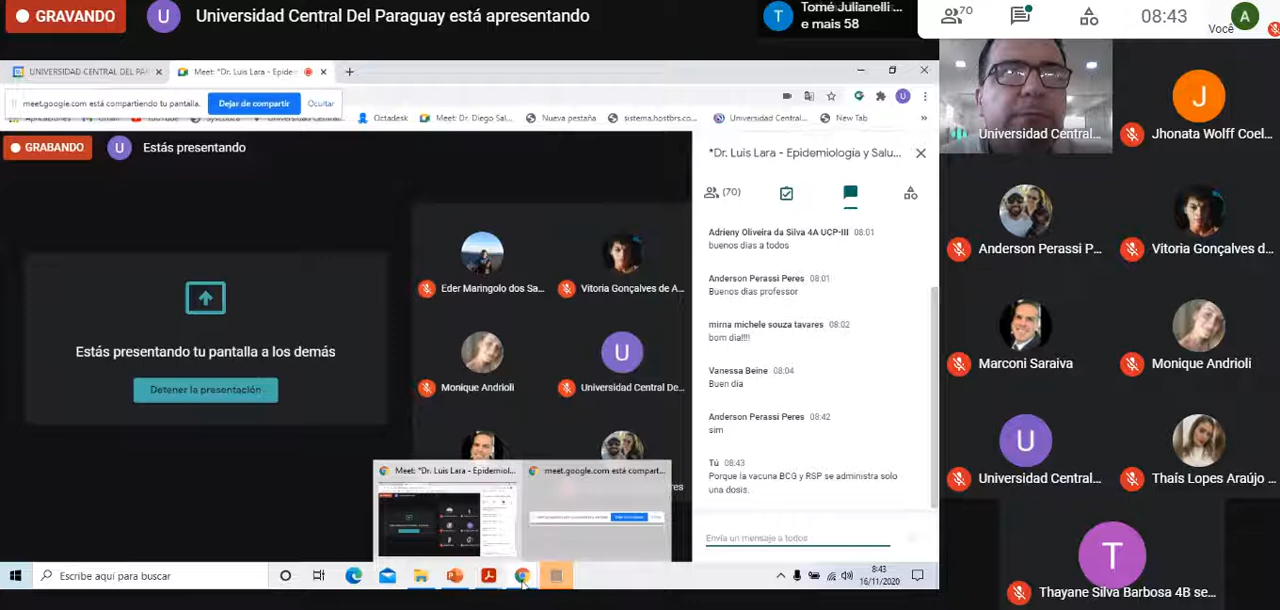 GRAVANDO
U
Universidad Central Del Paraguay está apresentando
T
Tomé Julianelli ...
e mais 58
70
08:43
Você
A
UNIVERSIDAD CENTRAL DEL PA
Meet: "Dr. Luis Lara - Epide
meet.google.com está compartiendo tu pantalla.
Dejar de compartir
Ocultar
U
Octadesk
Meet: Dr. Diego Sal...
Nueva pestaña
sistema.hostbrs.co...
Universidad Central...
New Tab
GRABANDO
U
Estás presentando
*Dr. Luis Lara - Epidemiología y Salu...
(70)
Estás presentando tu pantalla a los demás
Detener la presentación
Eder Maringolo dos Sa...
Vitoria Gonçalves de A...
Monique Andrioli
U
Universidad Central De...
Adrieny Oliveira da Silva 4A UCP-III 08:01
buenos dias a todos
Anderson Perassi Peres 08:01
Buenos días professor
mirna michele souza tavares 08:02
bom dia!!!!
Vanessa Beine 08:04
Buen dia
Anderson Perassi Peres 08:42
sim
Tú 08:43
Porque la vacuna BCG y RSP se administra solo
una dosis.
Envía un mensaje a todos
Meet: "Dr. Luis Lara - Epidemiol...
meet.google.com está compart...
Escribe aquí para buscar
8:43
16/11/2020
Universidad Central...
J
Jhonata Wolff Coel...
Anderson Perassi P...
Vitoria Gonçalves d...
Marconi Saraiva
Monique Andrioli
U
Universidad Central...
Thaís Lopes Araújo ...
T
Thayane Silva Barbosa 4B se...